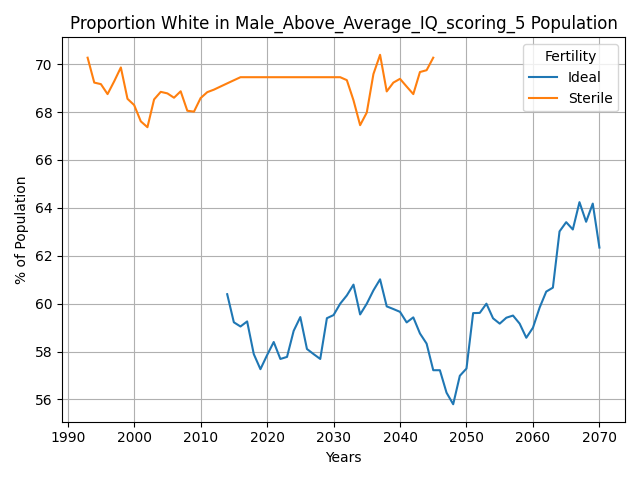 Proportion White in Male_Above_Average_IQ_scoring_5 Population
Fertility
Ideal
Sterile
% of Population
70
68
66
64
62
60
58
56
1990 2000 2010 2020 2030 2040 2050 2060 2070
Years